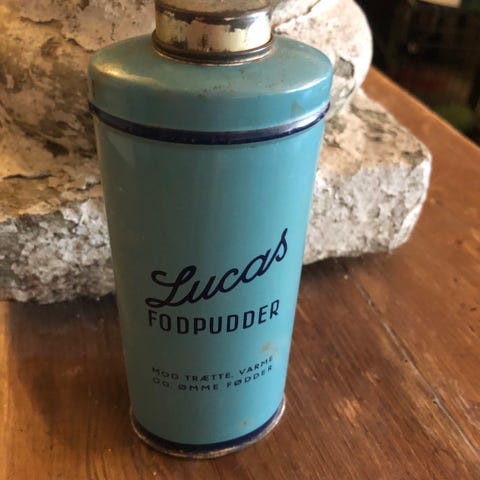 Lucas
FODPUDDER
MOD TRÆTTE, VARME
OG ØMME FØDDER